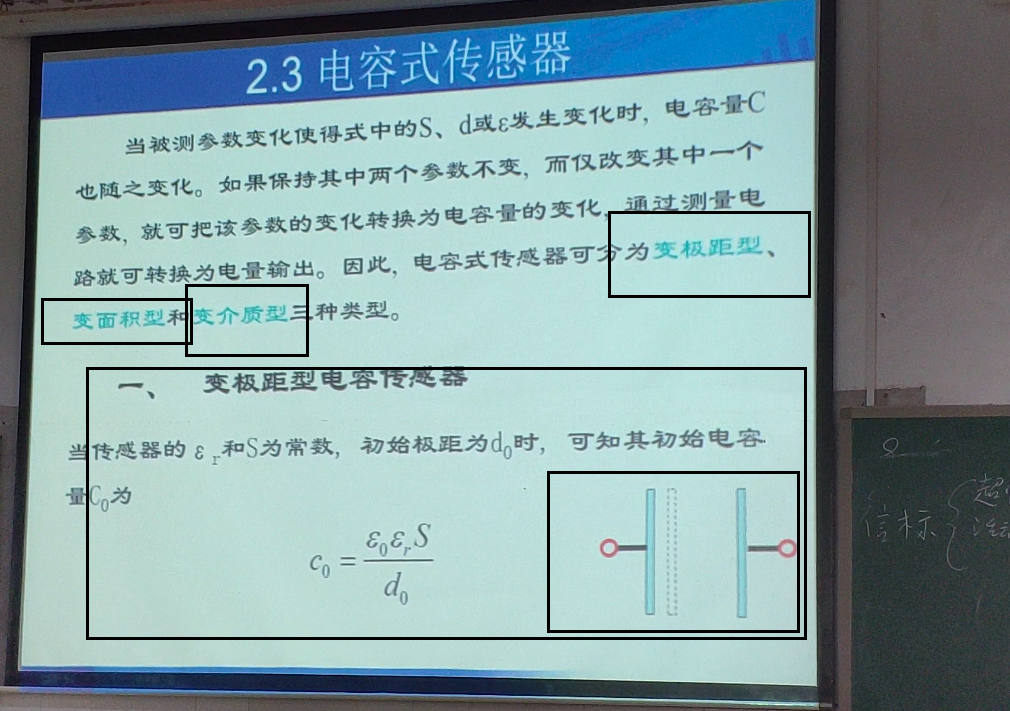 2.3 电容式传感器
当被测参数变化使得式中的S、d或ε发生变化时，电容量C
也随之变化。如果保持其中两个参数不变，而仅改变其中一个
参数，就可把该参数的变化转换为电容量的变化，通过测量电
路就可转换为电量输出。因此，电容式传感器可分为变极距型、
变面积型和变介质型三种类型。
一、 变极距型电容传感器
当传感器的 εr和S为常数，初始极距为d0时，可知其初始电容
量C0为
c0 = ε0εrS / d0
信标